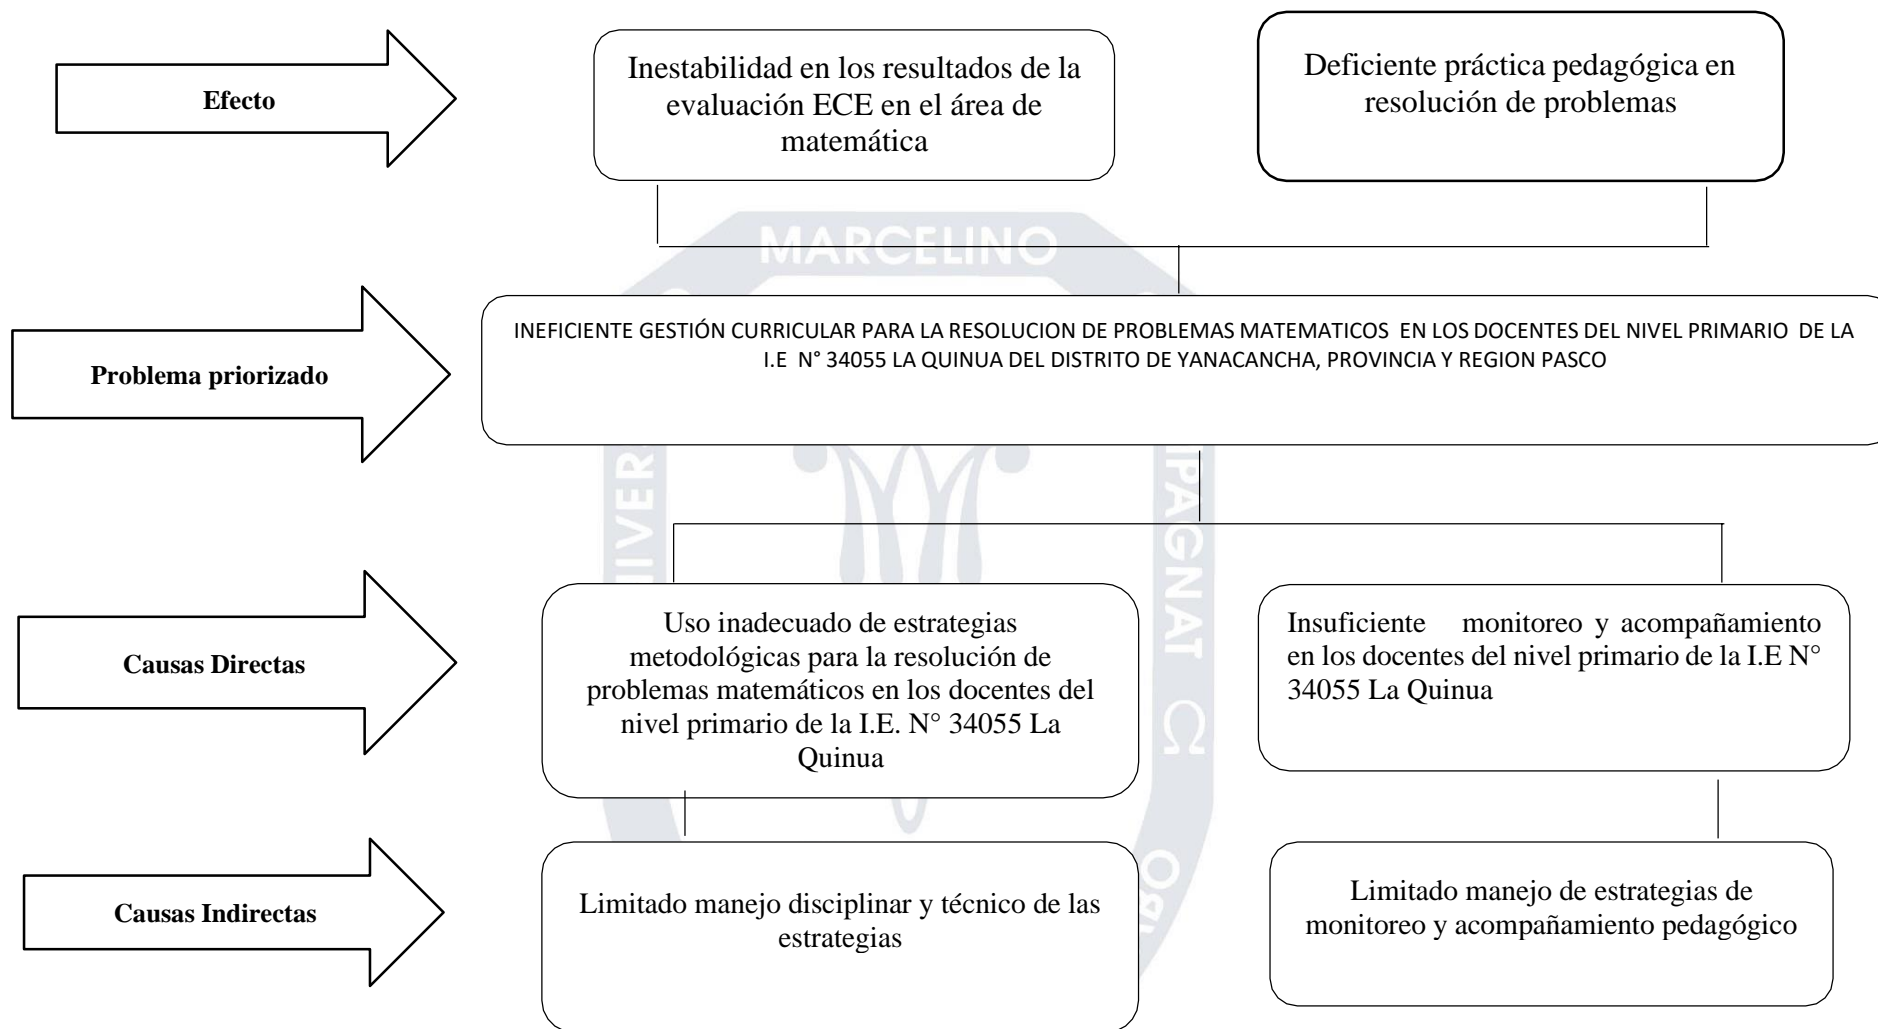 Efecto
Inestabilidad en los resultados de la
evaluación ECE en el área de
matemática
Deficiente práctica pedagógica en
resolución de problemas
MARCELINO
Problema priorizado
INEFICIENTE GESTIÓN CURRICULAR PARA LA RESOLUCION DE PROBLEMAS MATEMATICOS EN LOS DOCENTES DEL NIVEL PRIMARIO DE LA
I.E N° 34055 LA QUINUA DEL DISTRITO DE YANACANCHA, PROVINCIA Y REGION PASCO
IVER
IPAGNAT Ω
Causas Directas
Uso inadecuado de estrategias
metodológicas para la resolución de
problemas matemáticos en los docentes del
nivel primario de la I.E. N° 34055 La
Quinua
Insuficiente monitoreo y acompañamiento
en los docentes del nivel primario de la I.E N°
34055 La Quinua
Causas Indirectas
Limitado manejo disciplinar y técnico de las
estrategias
Limitado manejo de estrategias de
monitoreo y acompañamiento pedagógico